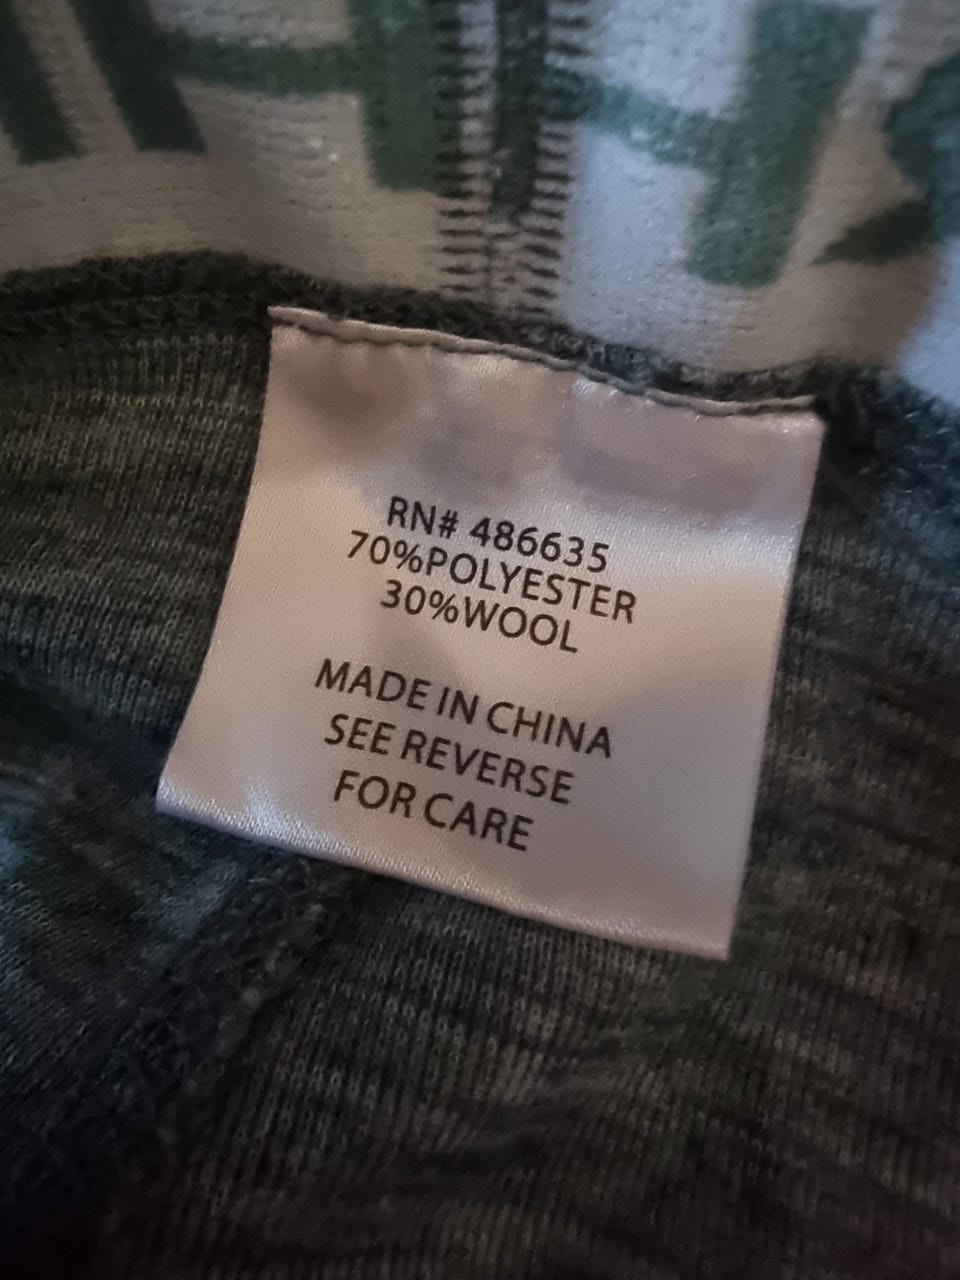 RN# 486635
70%POLYESTER
30%WOOL
MADE IN CHINA
SEE REVERSE
FOR CARE